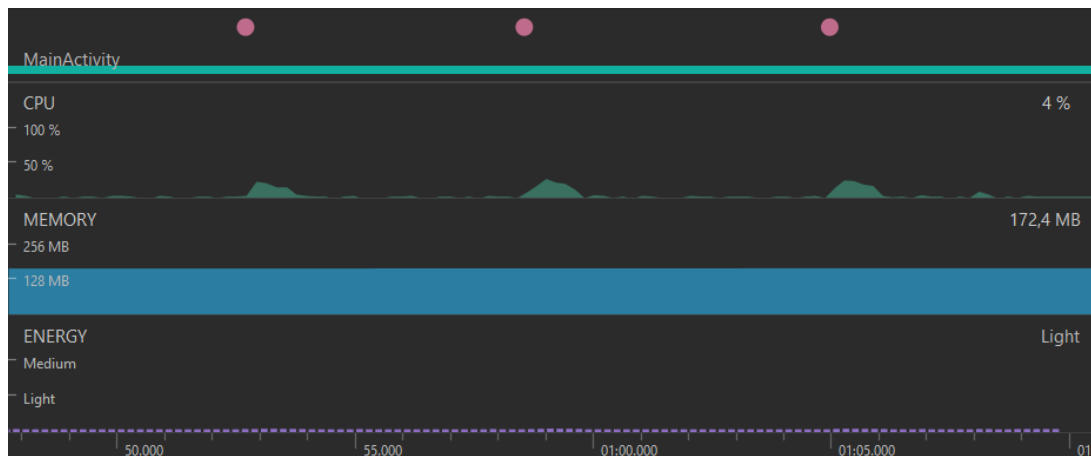 MainActivity
CPU 4 %
100 %
50 %
MEMORY 172,4 MB
256 MB
128 MB
ENERGY Light
Medium
Light
50.000 55.000 01:00.000 01:05.000